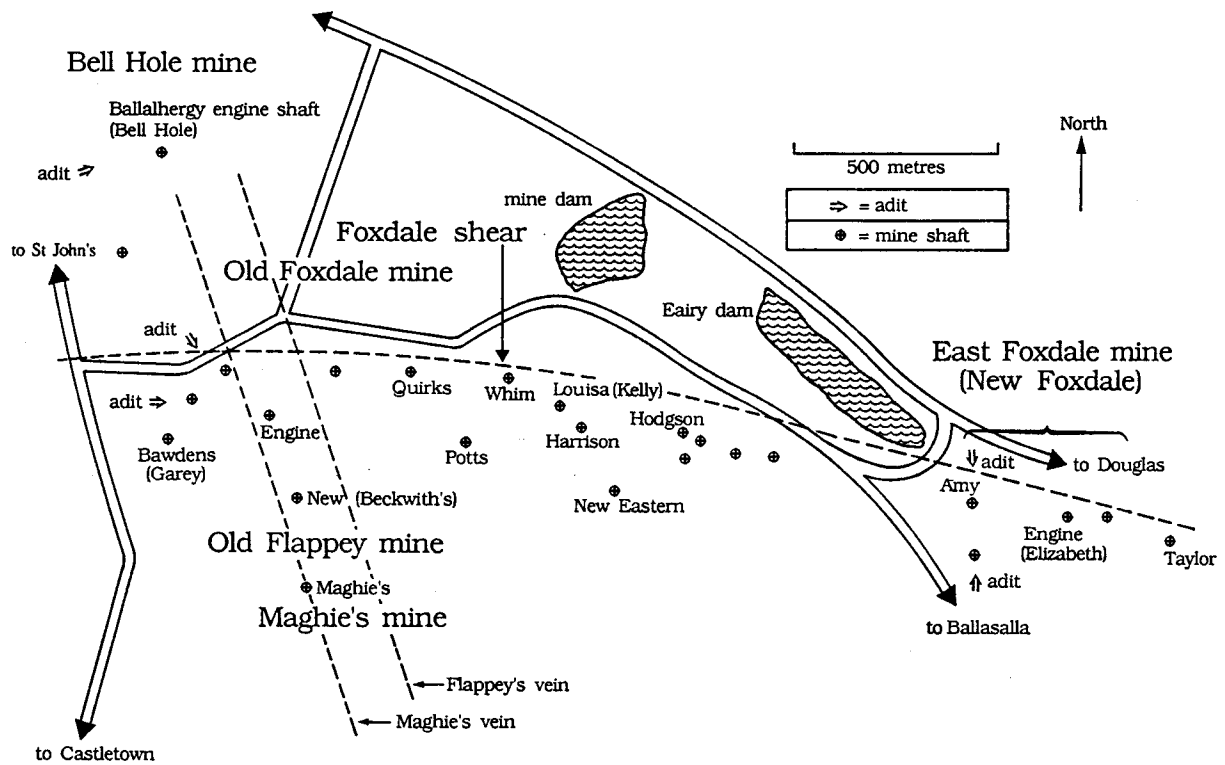 Bell Hole mine
Ballalhergy engine shaft
(Bell Hole)
adit
North
500 metres
= adit
= mine shaft
mine dam
Foxdale shear
to St John's
Old Foxdale mine
Eairy dam
adit
East Foxdale mine
(New Foxdale)
Quirks
Whim
Louisa (Kelly)
adit
Engine
Hodgson
Harrison
Bawdens
(Garey)
Potts
adit
to Douglas
Amy
New (Beckwith's)
New Eastern
Engine
(Elizabeth)
Taylor
Old Flappey mine
adit
Maghie's
Maghie's mine
to Ballasalla
Flappey's vein
Maghie's vein
to Castletown